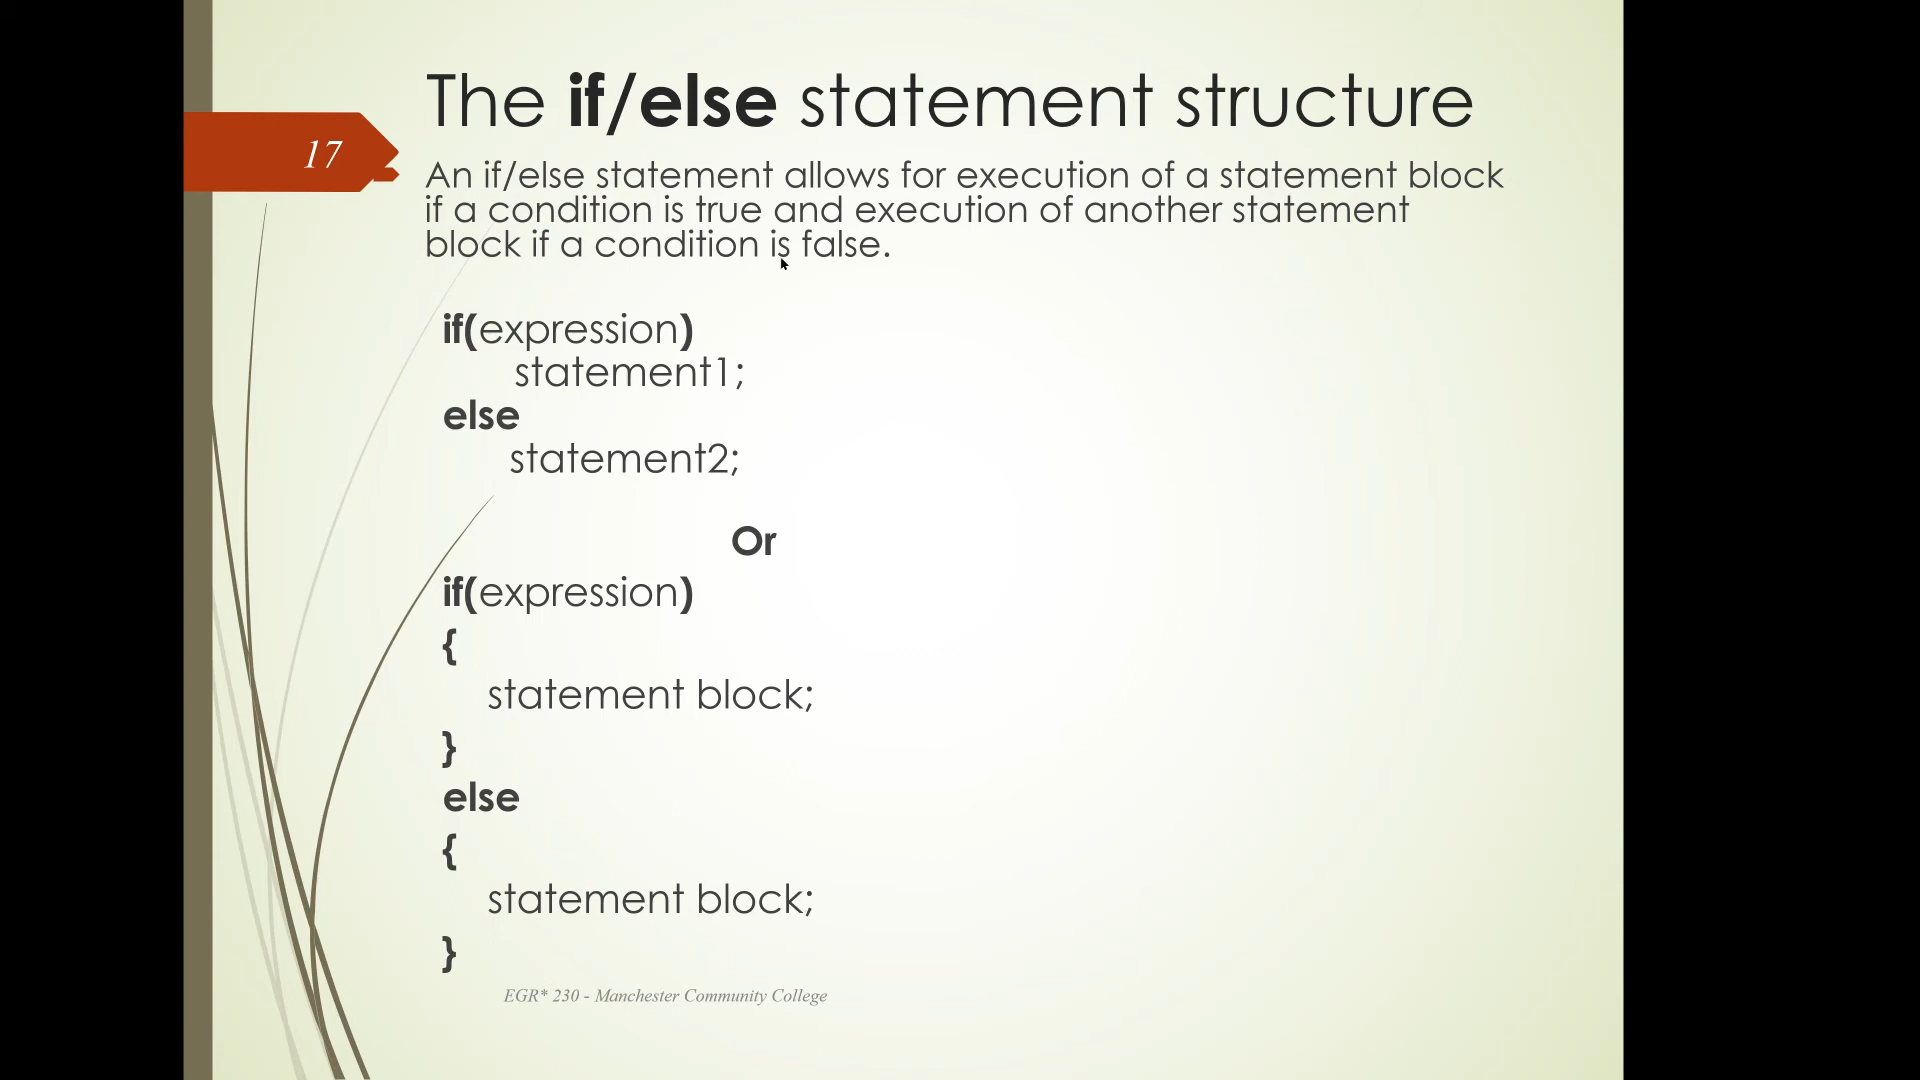 The if/else statement structure
17
An if/else statement allows for execution of a statement block
if a condition is true and execution of another statement
block if a condition is false.
if(expression)
statement1;
else
statement2;
Or
if(expression)
{
statement block;
}
else
{
statement block;
}
EGR* 230 - Manchester Community College